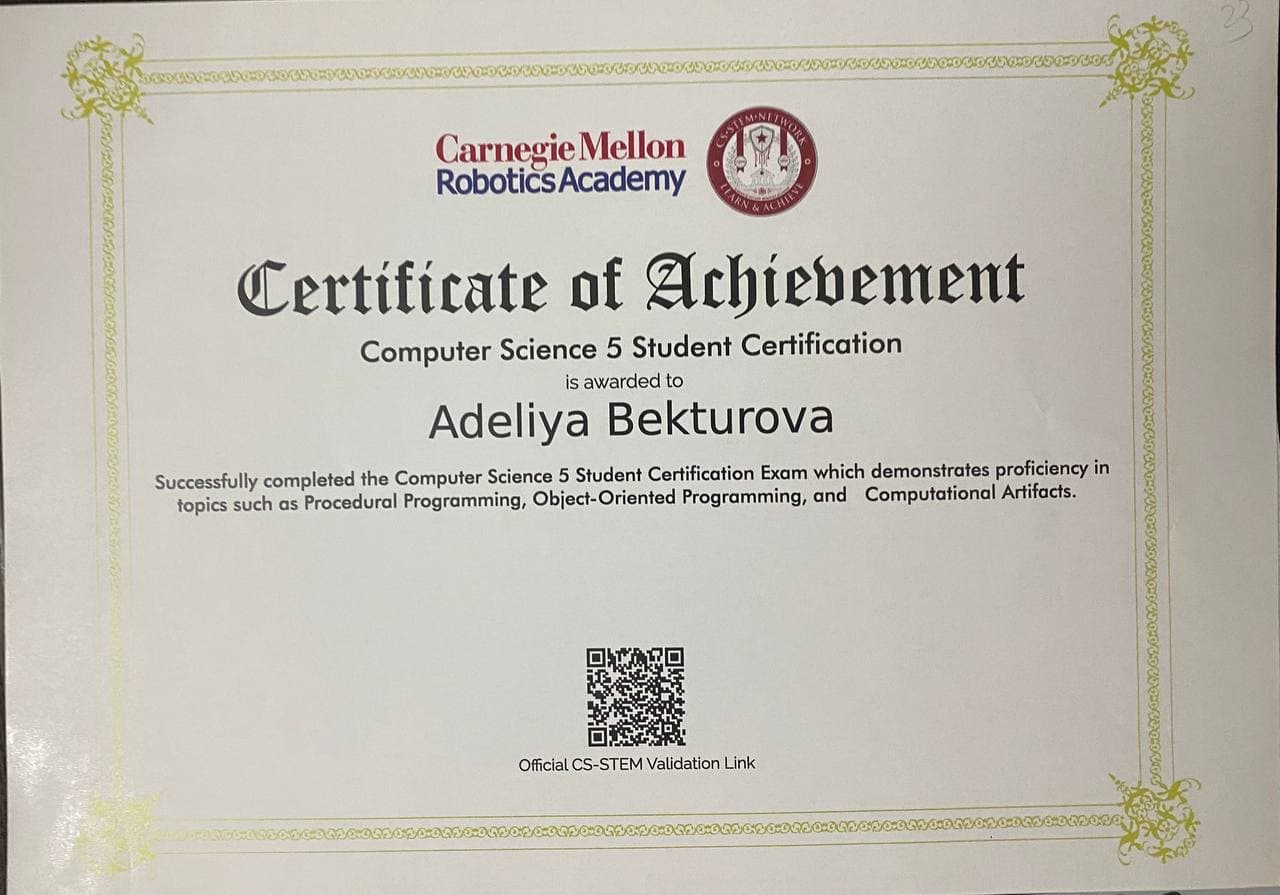 23
Carnegie Mellon
Robotics Academy
CS-STEM•NETWORK
LEARN & ACHIEVE
Certificate of Achievement
Computer Science 5 Student Certification
is awarded to
Adeliya Bekturova
Successfully completed the Computer Science 5 Student Certification Exam which demonstrates proficiency in
topics such as Procedural Programming, Object-Oriented Programming, and Computational Artifacts.
Official CS-STEM Validation Link